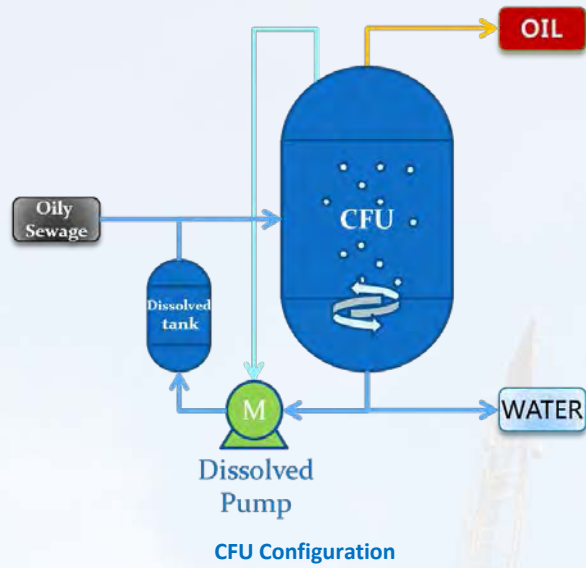 OIL
Oily
Sewage
CFU
Dissolved
tank
M
WATER
Dissolved
Pump
CFU Configuration